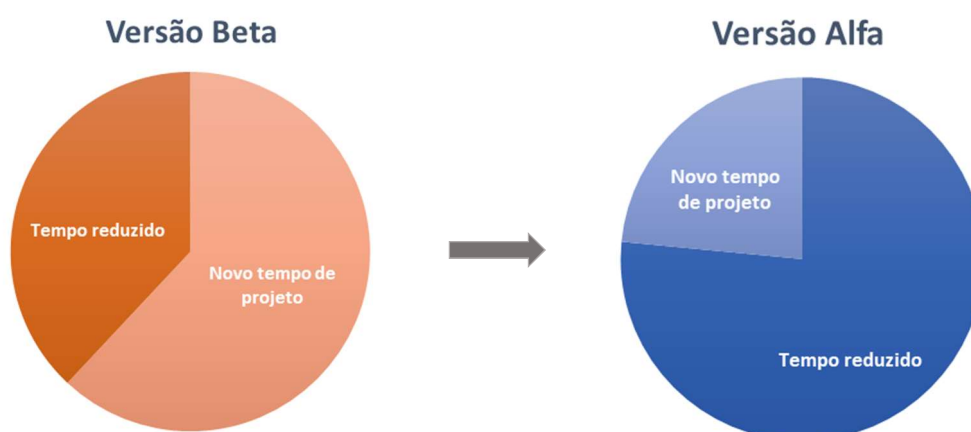 Versão Beta
Versão Alfa
Tempo reduzido
Novo tempo de
projeto
Novo tempo
de projeto
Tempo reduzido